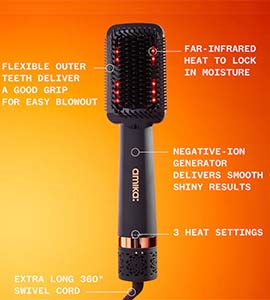 FAR-INFRARED
HEAT TO LOCK
IN MOISTURE
FLEXIBLE OUTER
TEETH DELIVER
A GOOD GRIP
FOR EASY BLOWOUT
NEGATIVE-ION
GENERATOR
DELIVERS SMOOTH
SHINY RESULTS
amika:
3 HEAT SETTINGS
EXTRA LONG 360°
SWIVEL CORD